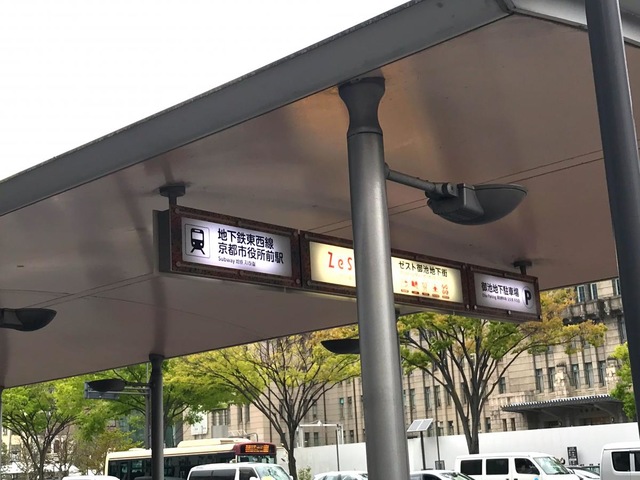 地下鉄東西線
京都市役所前駅
Subway
ZeS
ゼスト御池地下街
御池地下駐車場
P